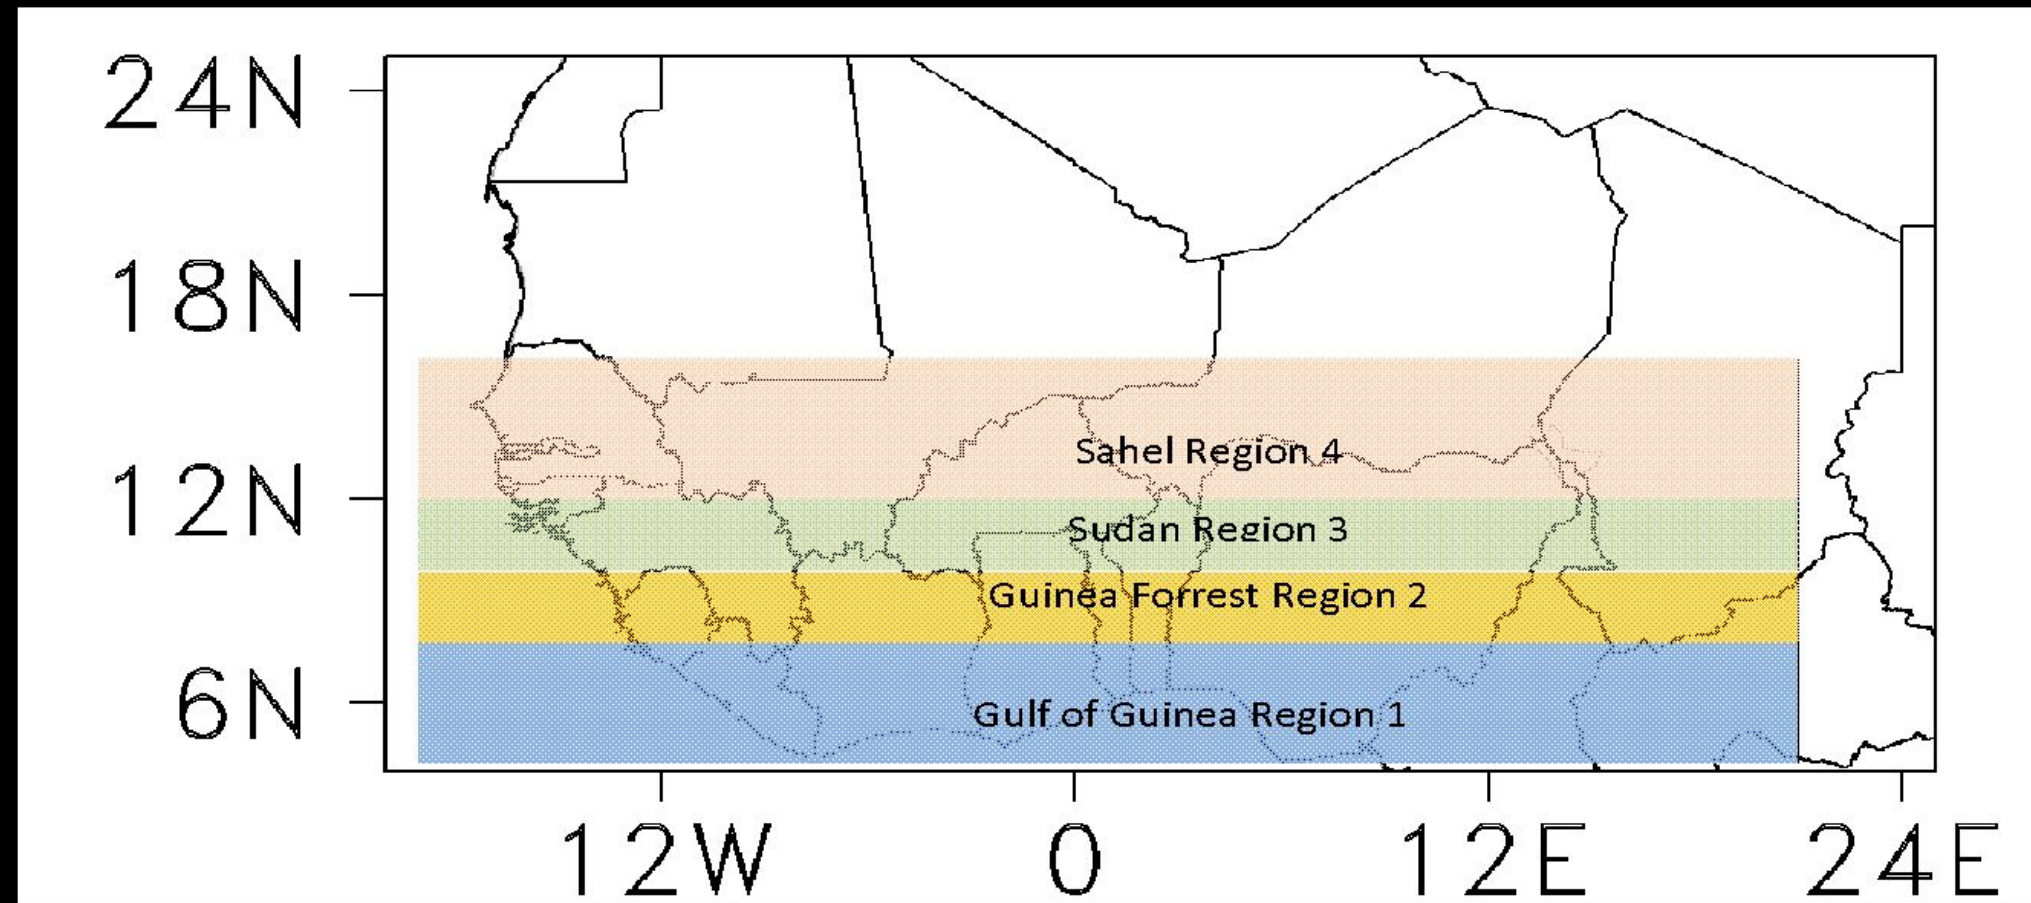 24N
18N
Sahel Region 4
12N
Sudan Region 3
Guinea Forrest Region 2
6N
Gulf of Guinea Region 1
12W 0 12E 24E